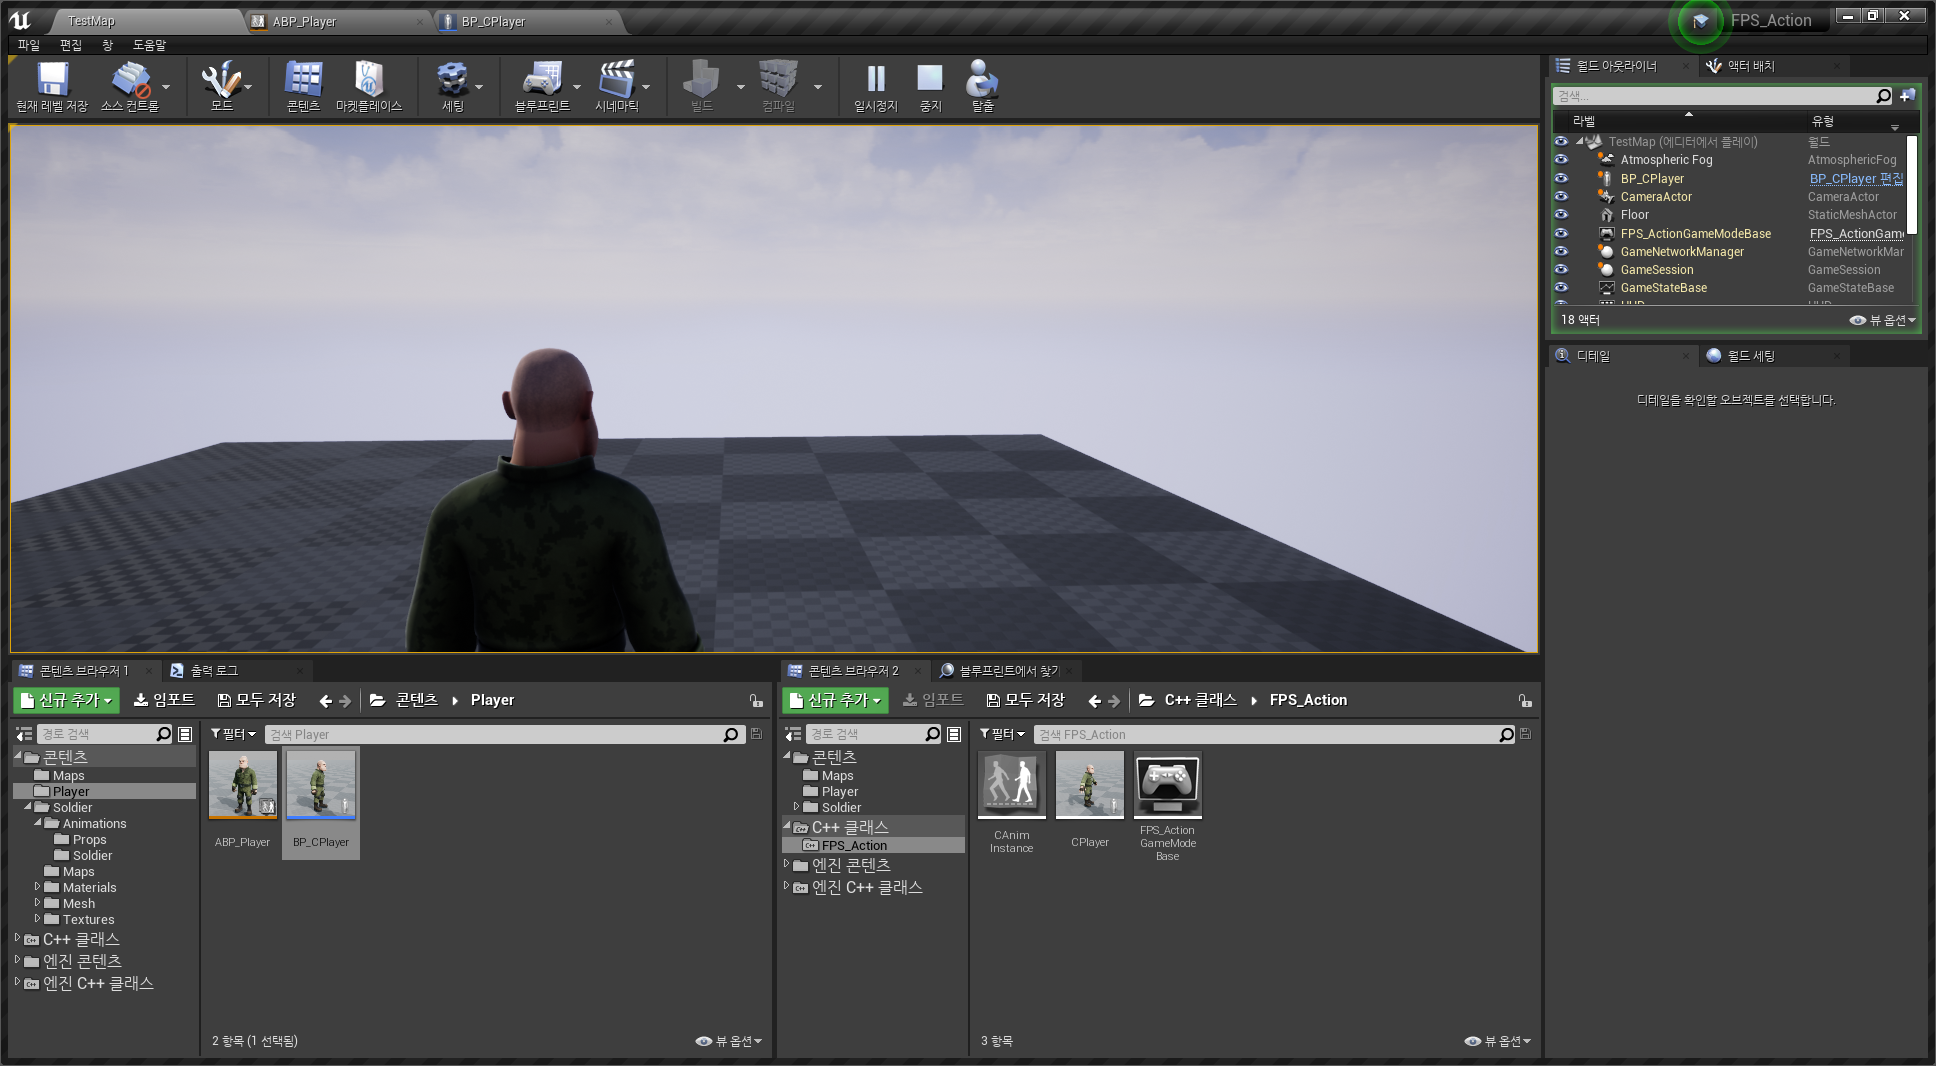 TestMap
ABP_Player
BP_CPlayer
FPS_Action
파일 편집 창 도움말
현재 레벨 저장
소스 컨트롤
모드
콘텐츠
마켓플레이스
세팅
블루프린트
시네마틱
빌드
컴파일
일시정지
중지
탈출
월드 아웃라이너
액터 배치
검색...
라벨 유형
TestMap (에디터에서 플레이) 월드
Atmospheric Fog AtmosphericFog
BP_CPlayer BP_CPlayer 편집
CameraActor CameraActor
Floor StaticMeshActor
FPS_ActionGameModeBase FPS_ActionGam
GameNetworkManager GameNetworkMar
GameSession GameSession
GameStateBase GameStateBase
18 액터
뷰 옵션
디테일
월드 세팅
디테일을 확인할 오브젝트를 선택합니다.
콘텐츠 브라우저 1
출력 로그
신규 추가
임포트
모두 저장
콘텐츠
Player
경로 검색
필터
검색 Player
콘텐츠
Maps
Player
Soldier
Animations
Props
Soldier
Maps
Materials
Mesh
Textures
C++ 클래스
엔진 콘텐츠
엔진 C++ 클래스
ABP_Player
BP_CPlayer
2 항목 (1 선택됨)
뷰 옵션
콘텐츠 브라우저 2
블루프린트에서 찾기
신규 추가
임포트
모두 저장
C++ 클래스
FPS_Action
경로 검색
필터
검색 FPS_Action
콘텐츠
Maps
Player
Soldier
C++ 클래스
FPS_Action
엔진 콘텐츠
엔진 C++ 클래스
CAnim
Instance
CPlayer
FPS_Action
GameMode
Base
3 항목
뷰 옵션